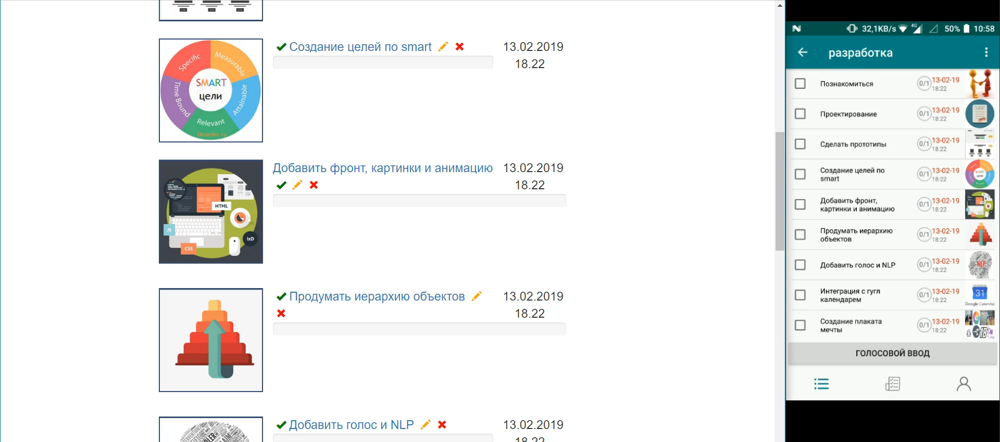 Specific
Measurable
Attainable
Relevant
Time Bound
SMART
цели
Omariev.ru
Создание целей по smart
13.02.2019
18.22
HTML
JS
CSS
IxD
Добавить фронт, картинки и анимацию
13.02.2019
18.22
Продумать иерархию объектов
13.02.2019
18.22
Добавить голос и NLP
13.02.2019
18.22
32,1KB/s
4G
50%
10:58
разработка
Познакомиться
0/1
13-02-19
18:22
Проектирование
0/1
13-02-19
18:22
Сделать прототипы
0/1
13-02-19
18:22
Создание целей по
smart
0/1
13-02-19
18:22
Добавить фронт,
картинки и анимацию
0/1
13-02-19
18:22
Продумать иерархию
объектов
0/1
13-02-19
18:22
Добавить голос и NLP
0/1
13-02-19
18:22
NLP
Интеграция с гугл
календарем
0/1
13-02-19
18:22
31
Google Calendar
Создание плаката
мечты
0/1
13-02-19
18:22
ГОЛОСОВОЙ ВВОД